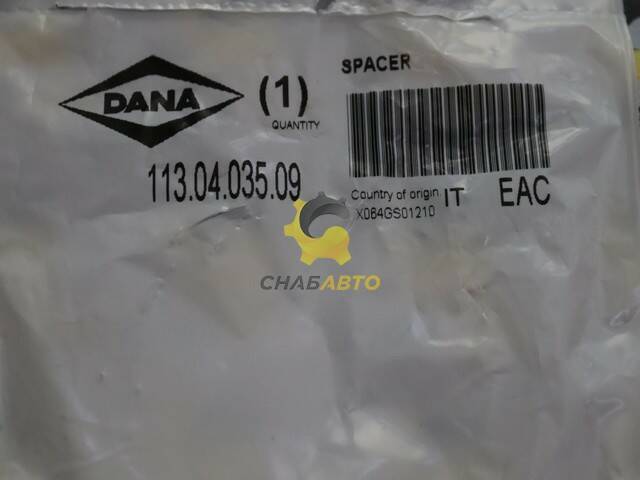 DANA
(1)
QUANTITY
SPACER
113.04.035.09
Country of origin IT EAC
X064GS01210
СНАБАВТО